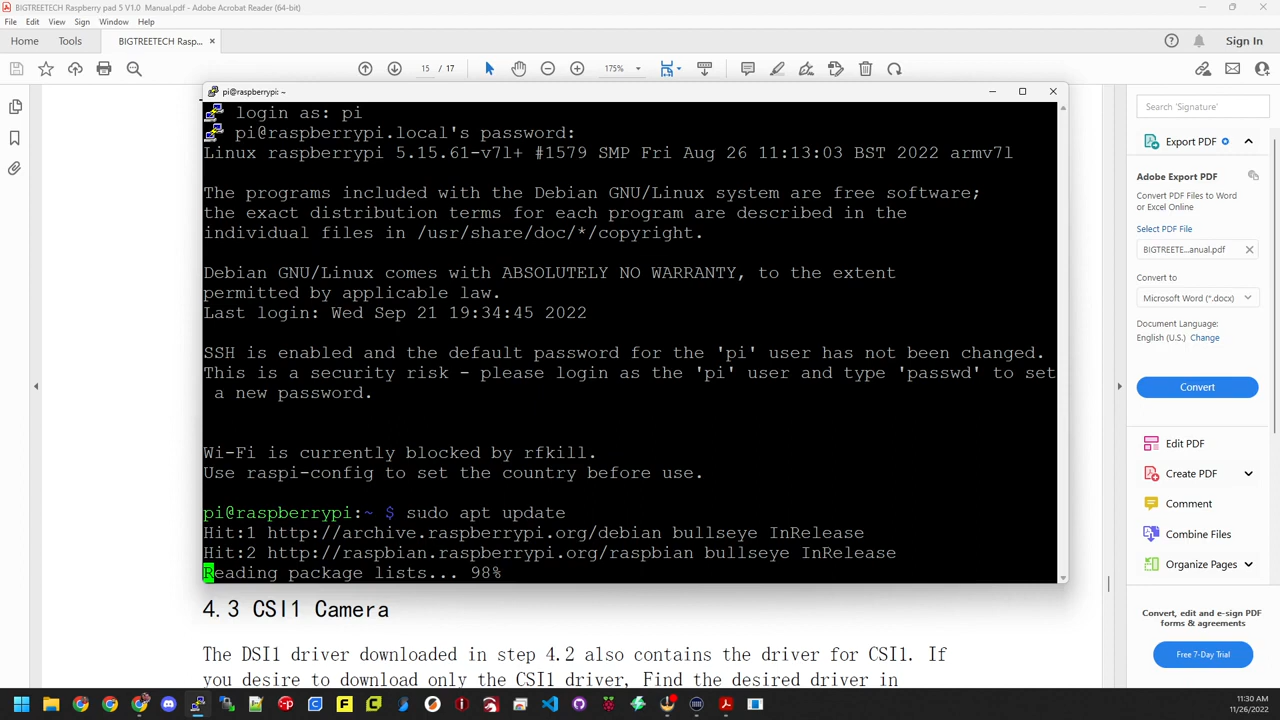 BIGTREETECH Raspberry pad 5 V1.0  Manual.pdf - Adobe Acrobat Reader (64-bit)
File Edit View Sign Window Help
Home Tools BIGTREETECH Rasp... × Sign In
15 / 17 175%
pi@raspberrypi: ~
login as: pi
pi@raspberrypi.local's password:
Linux raspberrypi 5.15.61-v7l+ #1579 SMP Fri Aug 26 11:13:03 BST 2022 armv7l
The programs included with the Debian GNU/Linux system are free software;
the exact distribution terms for each program are described in the
individual files in /usr/share/doc/*/copyright.
Debian GNU/Linux comes with ABSOLUTELY NO WARRANTY, to the extent
permitted by applicable law.
Last login: Wed Sep 21 19:34:45 2022
SSH is enabled and the default password for the 'pi' user has not been changed.
This is a security risk - please login as the 'pi' user and type 'passwd' to set
 a new password.
Wi-Fi is currently blocked by rfkill.
Use raspi-config to set the country before use.
pi@raspberrypi:~ $ sudo apt update
Hit:1 http://archive.raspberrypi.org/debian bullseye InRelease
Hit:2 http://raspbian.raspberrypi.org/raspbian bullseye InRelease
Reading package lists... 98%
4.3 CSI1 Camera
The DSI1 driver downloaded in step 4.2 also contains the driver for CSI1. If
you desire to download only the CSI1 driver, Find the desired driver in
Search 'Signature'
Export PDF
Adobe Export PDF
Convert PDF Files to Word
or Excel Online
Select PDF File
BIGTREETE...anual.pdf
Convert to
Microsoft Word (*.docx)
Document Language:
English (U.S.) Change
Convert
Edit PDF
Create PDF
Comment
Combine Files
Organize Pages
Convert, edit and e-sign PDF
forms & agreements
Free 7-Day Trial
11:30 AM
11/26/2022